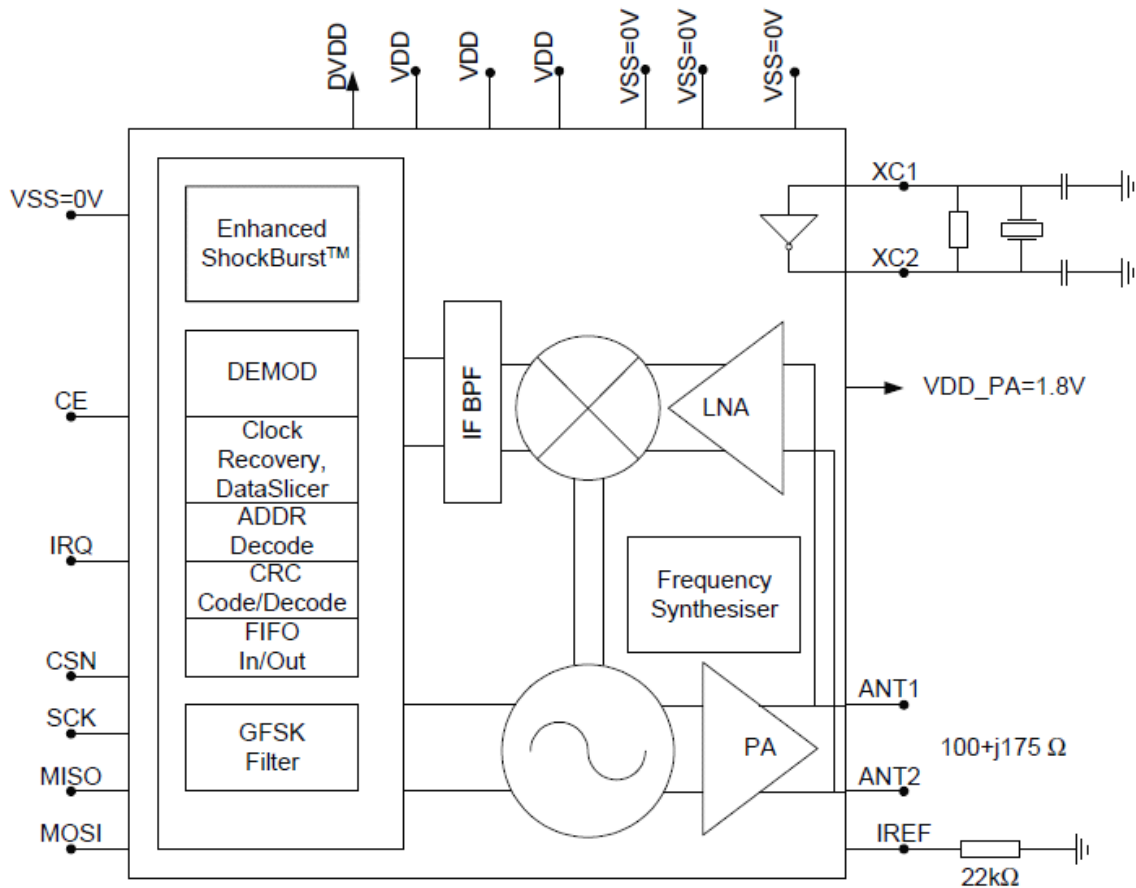 DVDD
VDD
VDD
VDD
VSS=0V
VSS=0V
VSS=0V
VSS=0V
CE
IRQ
CSN
SCK
MISO
MOSI
Enhanced
ShockBurst™
DEMOD
Clock
Recovery,
DataSlicer
ADDR
Decode
CRC
Code/Decode
FIFO
In/Out
GFSK
Filter
IF BPF
LNA
Frequency
Synthesiser
PA
XC1
XC2
VDD_PA=1.8V
ANT1
100+j175 Ω
ANT2
IREF
22kΩ